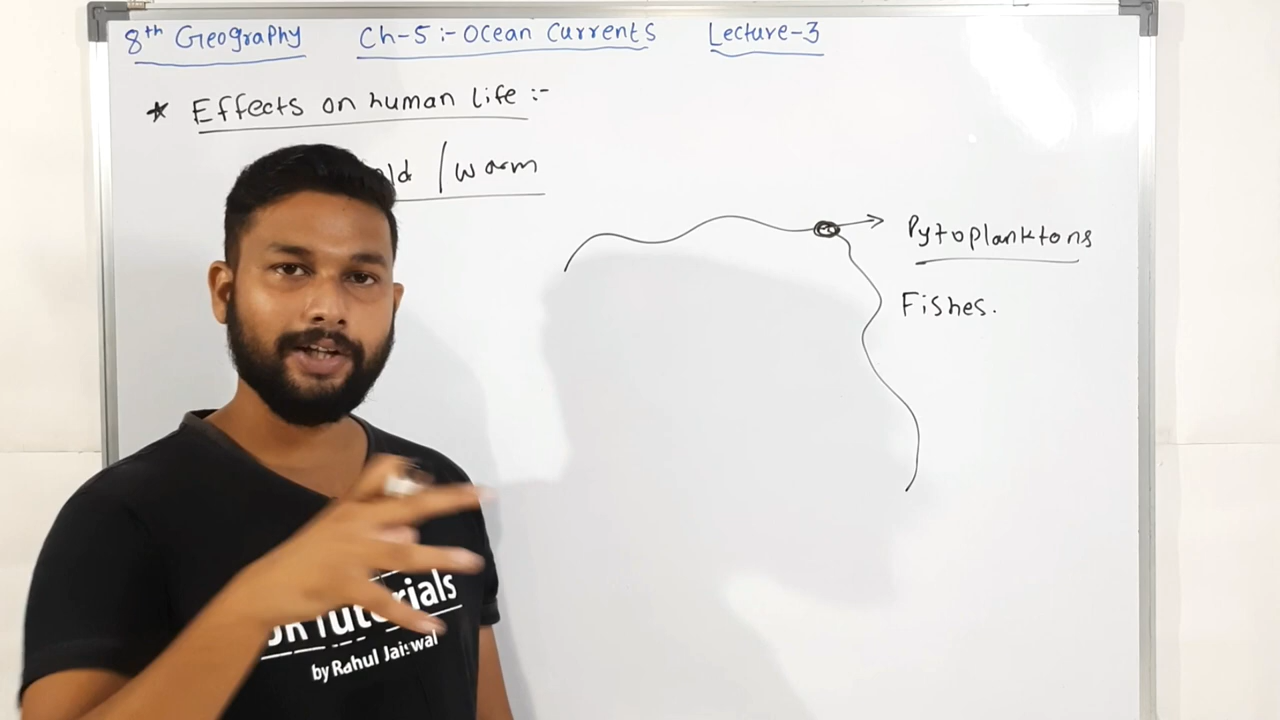 8th Geography Ch-5:- Ocean Currents Lecture-3
* Effects on human life :-
/warm
Pytoplanktons
Fishes.
by Rahul Jaiswal